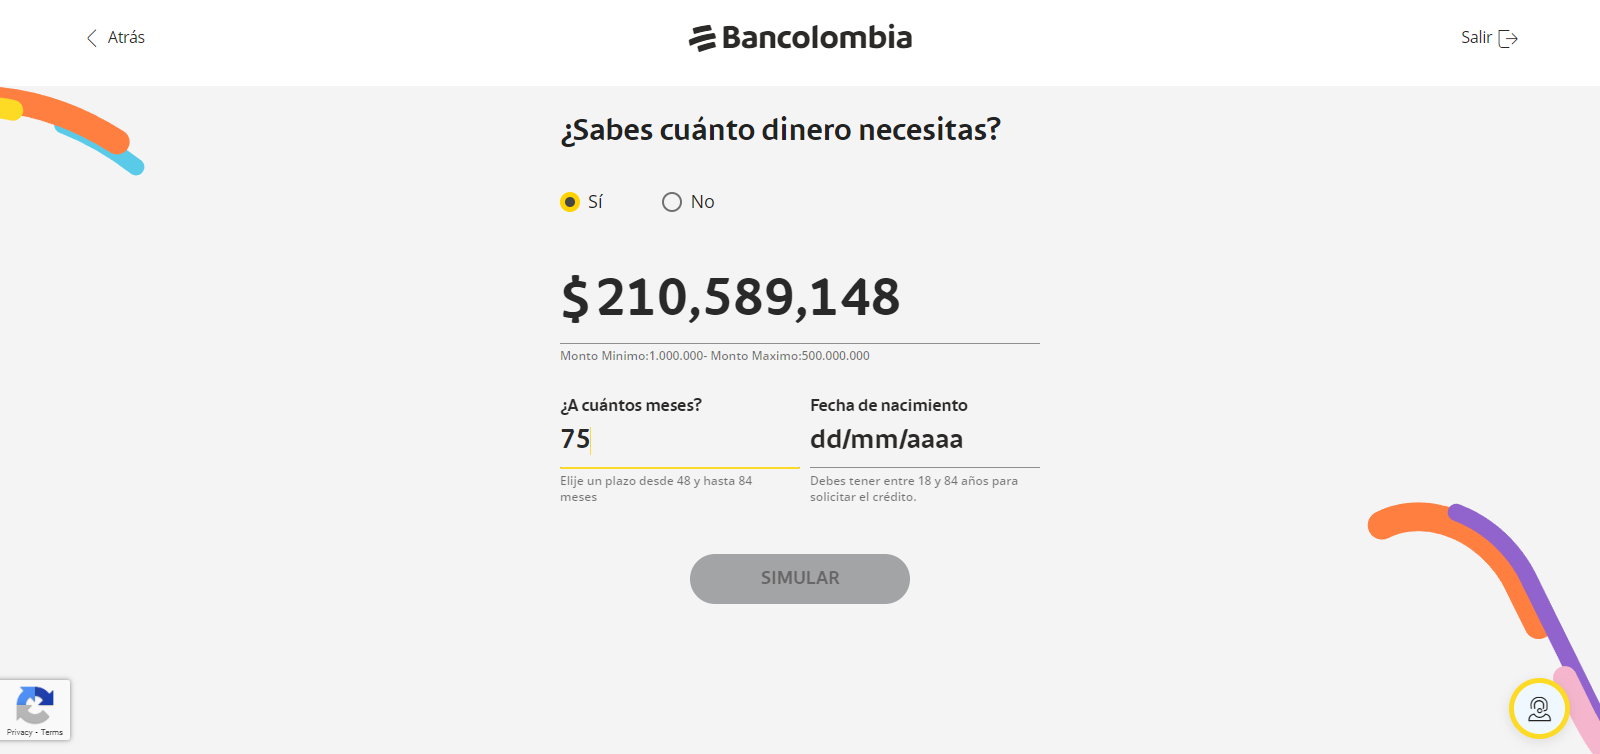 Atrás
Bancolombia
Salir
¿Sabes cuánto dinero necesitas?
Sí
No
$ 210,589,148
Monto Minimo:1.000.000- Monto Maximo:500.000.000
¿A cuántos meses?
75
Elije un plazo desde 48 y hasta 84
meses
Fecha de nacimiento
dd/mm/aaaa
Debes tener entre 18 y 84 años para
solicitar el crédito.
SIMULAR
Privacy - Terms